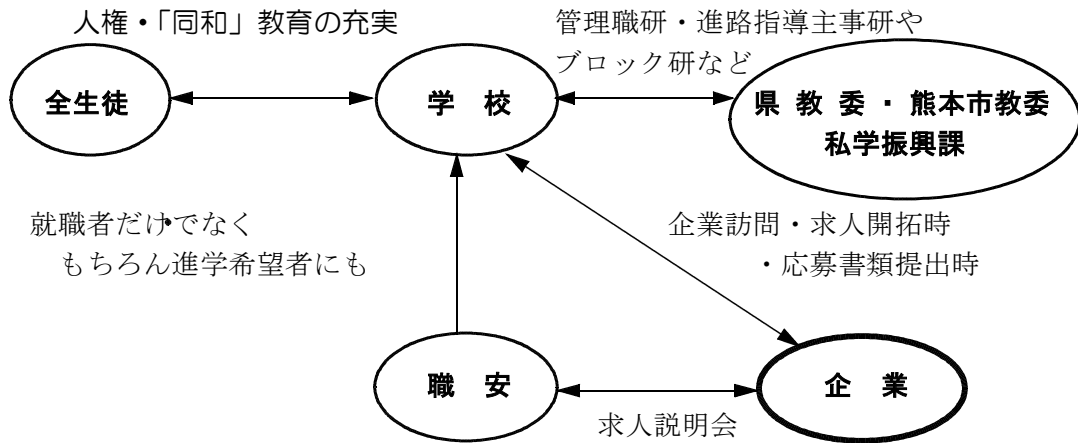 人権・「同和」教育の充実
管理職研・進路指導主事研や
ブロック研など
全生徒
学 校
県 教 委 ・ 熊本市教委
私学振興課
就職者だけでなく
もちろん進学希望者にも
企業訪問・求人開拓時
・応募書類提出時
職 安
企 業
求人説明会